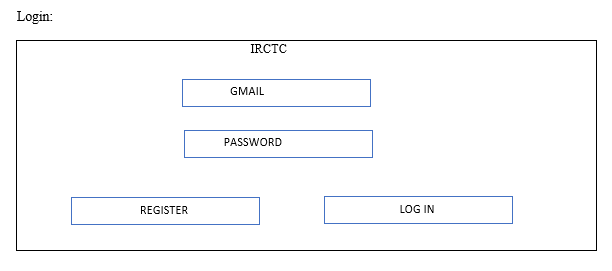 Login:
IRCTC
GMAIL
PASSWORD
REGISTER
LOG IN